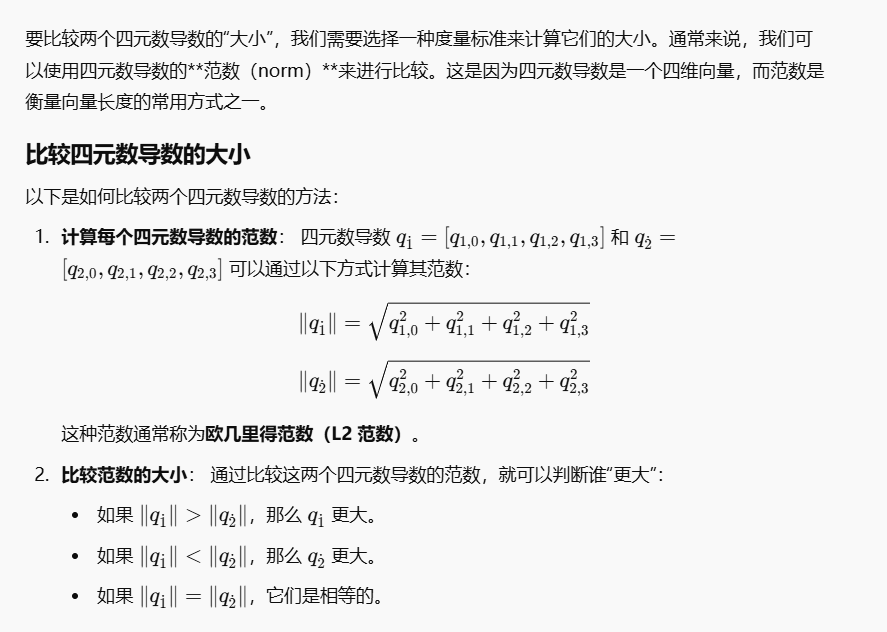 要比较两个四元数导数的“大小”，我们需要选择一种度量标准来计算它们的大小。通常来说，我们可
以使用四元数导数的**范数（norm）**来进行比较。这是因为四元数导数是一个四维向量，而范数是
衡量向量长度的常用方式之一。
比较四元数导数的大小
以下是如何比较两个四元数导数的方法：
1. 计算每个四元数导数的范数： 四元数导数 $q_{\dot{1}} = [q_{1,0}, q_{1,1}, q_{1,2}, q_{1,3}]$ 和 $q_{\dot{2}} =$
$[q_{2,0}, q_{2,1}, q_{2,2}, q_{2,3}]$ 可以通过以下方式计算其范数：
$\|q_{\dot{1}}\| = \sqrt{q_{1,0}^2 + q_{1,1}^2 + q_{1,2}^2 + q_{1,3}^2}$
$\|q_{\dot{2}}\| = \sqrt{q_{2,0}^2 + q_{2,1}^2 + q_{2,2}^2 + q_{2,3}^2}$
这种范数通常称为欧几里得范数（L2 范数）。
2. 比较范数的大小： 通过比较这两个四元数导数的范数，就可以判断谁“更大”：
• 如果 $\|q_{\dot{1}}\| > \|q_{\dot{2}}\|$，那么 $q_{\dot{1}}$ 更大。
• 如果 $\|q_{\dot{1}}\| < \|q_{\dot{2}}\|$，那么 $q_{\dot{2}}$ 更大。
• 如果 $\|q_{\dot{1}}\| = \|q_{\dot{2}}\|$，它们是相等的。